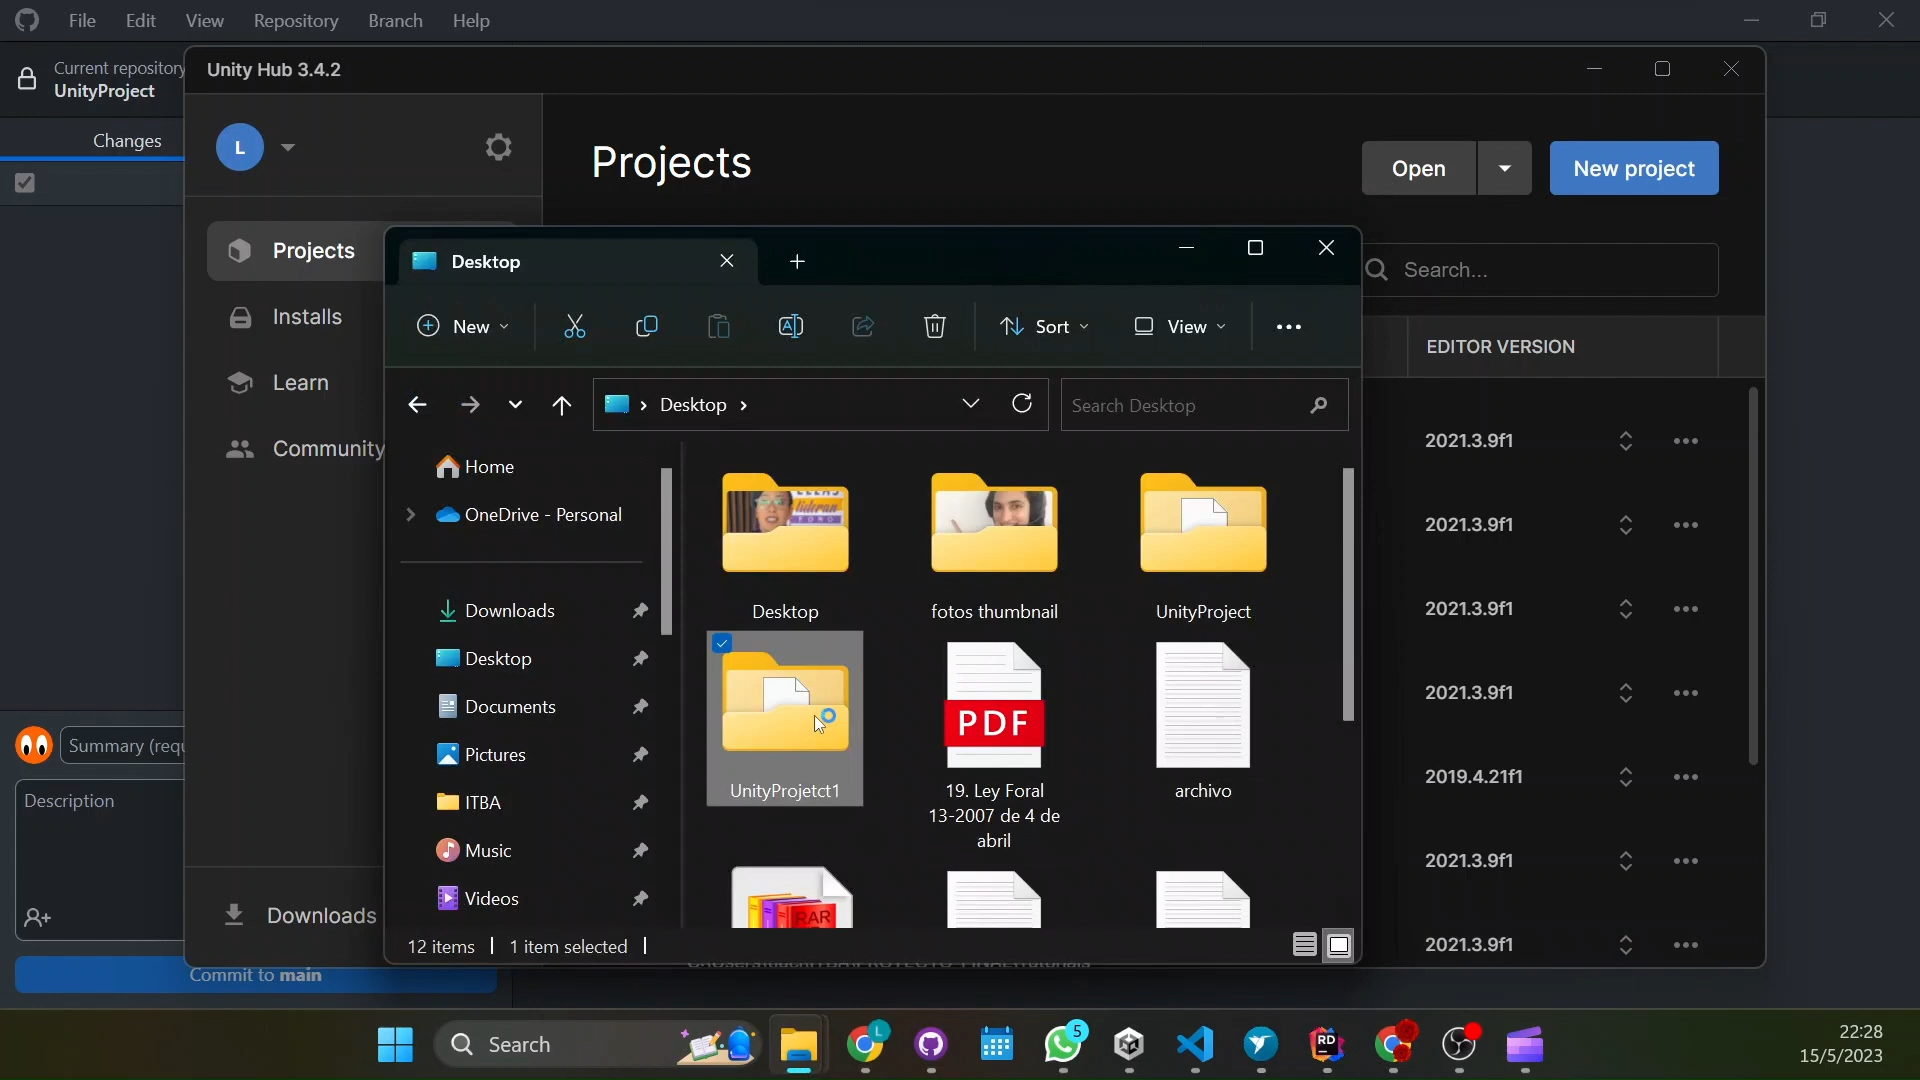 File Edit View Repository Branch Help
Current repository
UnityProject
Changes
Summary (requ
Description
Commit to main
Unity Hub 3.4.2
L
Projects
Installs
Learn
Community
Downloads
Projects
Open
New project
Search...
EDITOR VERSION
2021.3.9f1
2021.3.9f1
2021.3.9f1
2021.3.9f1
2019.4.21f1
2021.3.9f1
2021.3.9f1
Desktop
New
Sort
View
Desktop
Search Desktop
Home
OneDrive - Personal
Downloads
Desktop
Documents
Pictures
ITBA
Music
Videos
Desktop
fotos thumbnail
UnityProject
UnityProjetct1
PDF
19. Ley Foral
13-2007 de 4 de
abril
archivo
RAR
12 items
1 item selected
Search
L
5
RD
22:28
15/5/2023